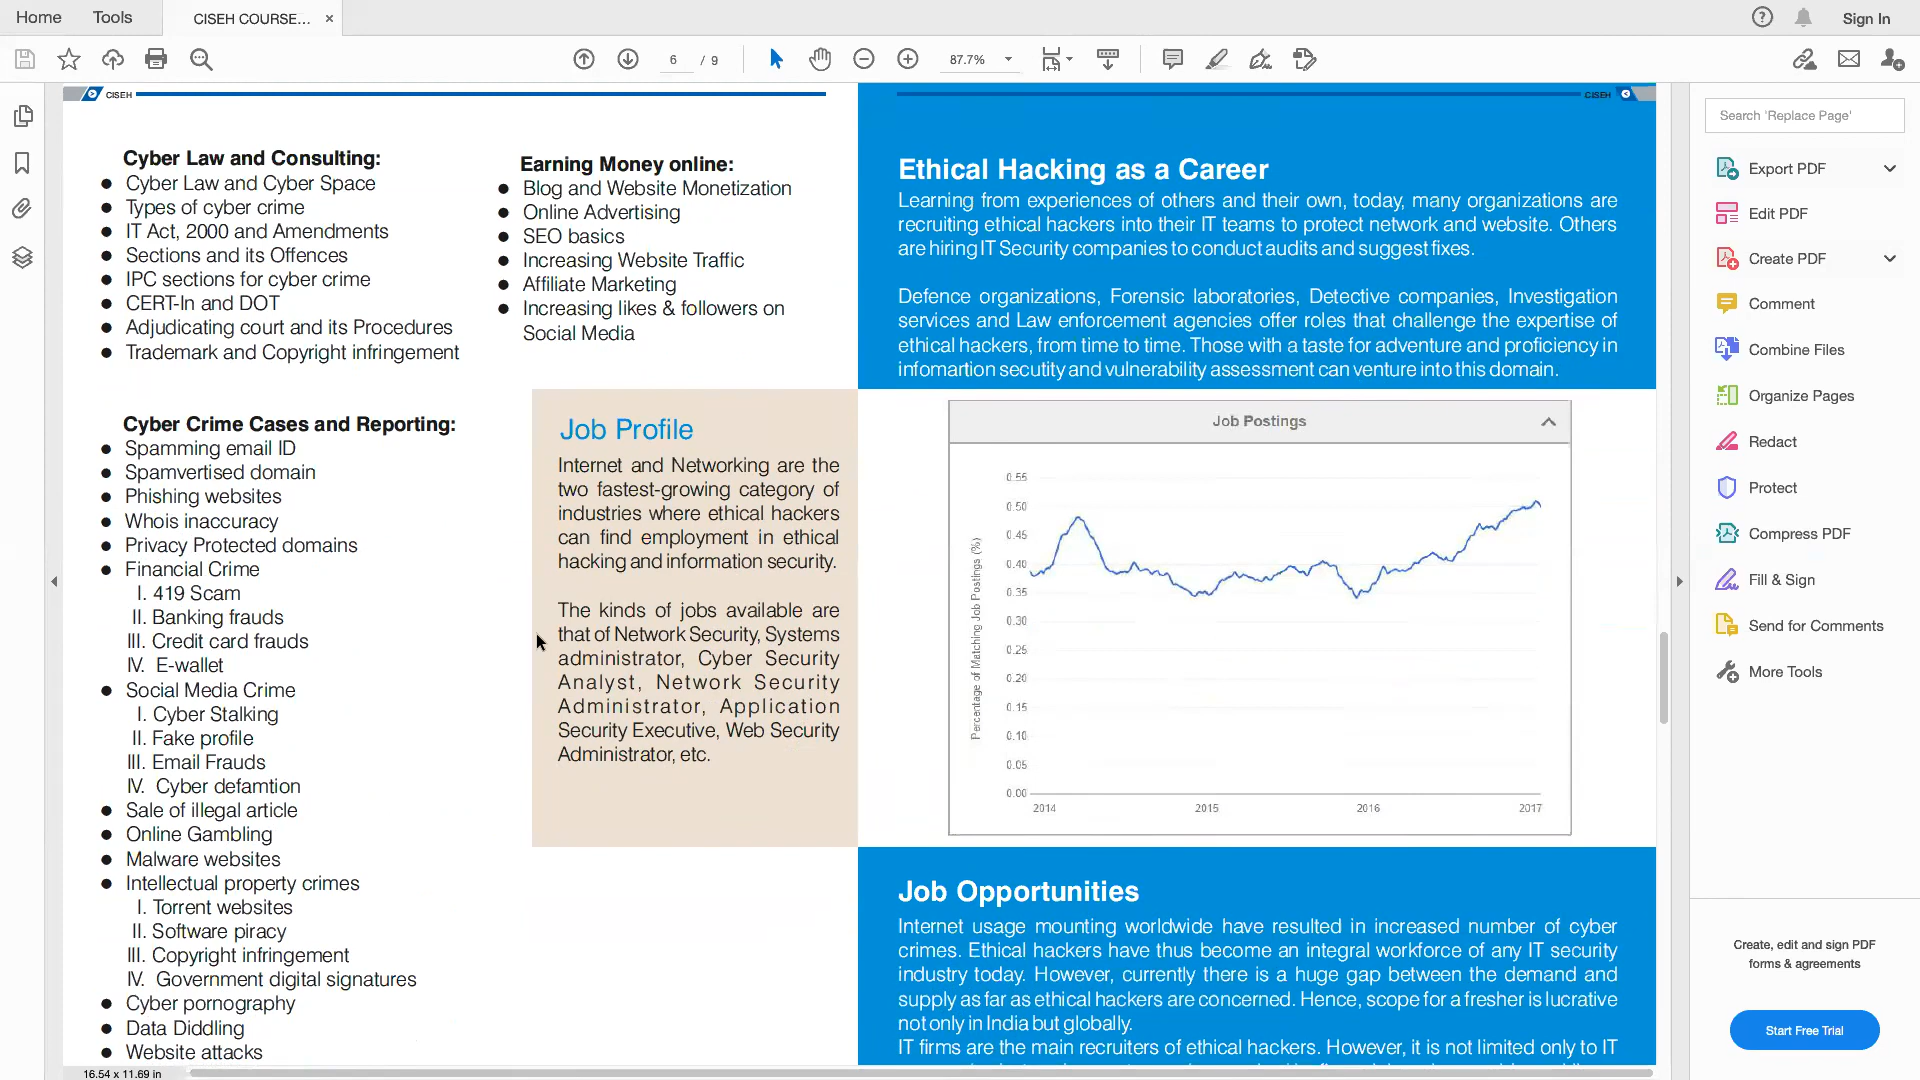 Home
Tools
CISEH COURSE...
Sign In
6 / 9
87.7%
CISEH
Cyber Law and Consulting:
Cyber Law and Cyber Space
Types of cyber crime
IT Act, 2000 and Amendments
Sections and its Offences
IPC sections for cyber crime
CERT-In and DOT
Adjudicating court and its Procedures
Trademark and Copyright infringement
Cyber Crime Cases and Reporting:
Spamming email ID
Spamvertised domain
Phishing websites
Whois inaccuracy
Privacy Protected domains
Financial Crime
I. 419 Scam
II. Banking frauds
III. Credit card frauds
IV. E-wallet
Social Media Crime
I. Cyber Stalking
II. Fake profile
III. Email Frauds
IV. Cyber defamtion
Sale of illegal article
Online Gambling
Malware websites
Intellectual property crimes
I. Torrent websites
II. Software piracy
III. Copyright infringement
IV. Government digital signatures
Cyber pornography
Data Diddling
Website attacks
Earning Money online:
Blog and Website Monetization
Online Advertising
SEO basics
Increasing Website Traffic
Affiliate Marketing
Increasing likes & followers on
Social Media
Job Profile
Internet and Networking are the
two fastest-growing category of
industries where ethical hackers
can find employment in ethical
hacking and information security.
The kinds of jobs available are
that of Network Security, Systems
administrator, Cyber Security
Analyst, Network Security
Administrator, Application
Security Executive, Web Security
Administrator, etc.
CISEH
Ethical Hacking as a Career
Learning from experiences of others and their own, today, many organizations are
recruiting ethical hackers into their IT teams to protect network and website. Others
are hiring IT Security companies to conduct audits and suggest fixes.
Defence organizations, Forensic laboratories, Detective companies, Investigation
services and Law enforcement agencies offer roles that challenge the expertise of
ethical hackers, from time to time. Those with a taste for adventure and proficiency in
infomartion secutity and vulnerability assessment can venture into this domain.
Job Postings
Percentage of Matching Job Postings (%)
0.55
0.50
0.45
0.40
0.35
0.30
0.25
0.20
0.15
0.10
0.05
0.00
2014 2015 2016 2017
Job Opportunities
Internet usage mounting worldwide have resulted in increased number of cyber
crimes. Ethical hackers have thus become an integral workforce of any IT security
industry today. However, currently there is a huge gap between the demand and
supply as far as ethical hackers are concerned. Hence, scope for a fresher is lucrative
not only in India but globally.
IT firms are the main recruiters of ethical hackers. However, it is not limited only to IT
16.54 x 11.69 in
Search 'Replace Page'
Export PDF
Edit PDF
Create PDF
Comment
Combine Files
Organize Pages
Redact
Protect
Compress PDF
Fill & Sign
Send for Comments
More Tools
Create, edit and sign PDF
forms & agreements
Start Free Trial